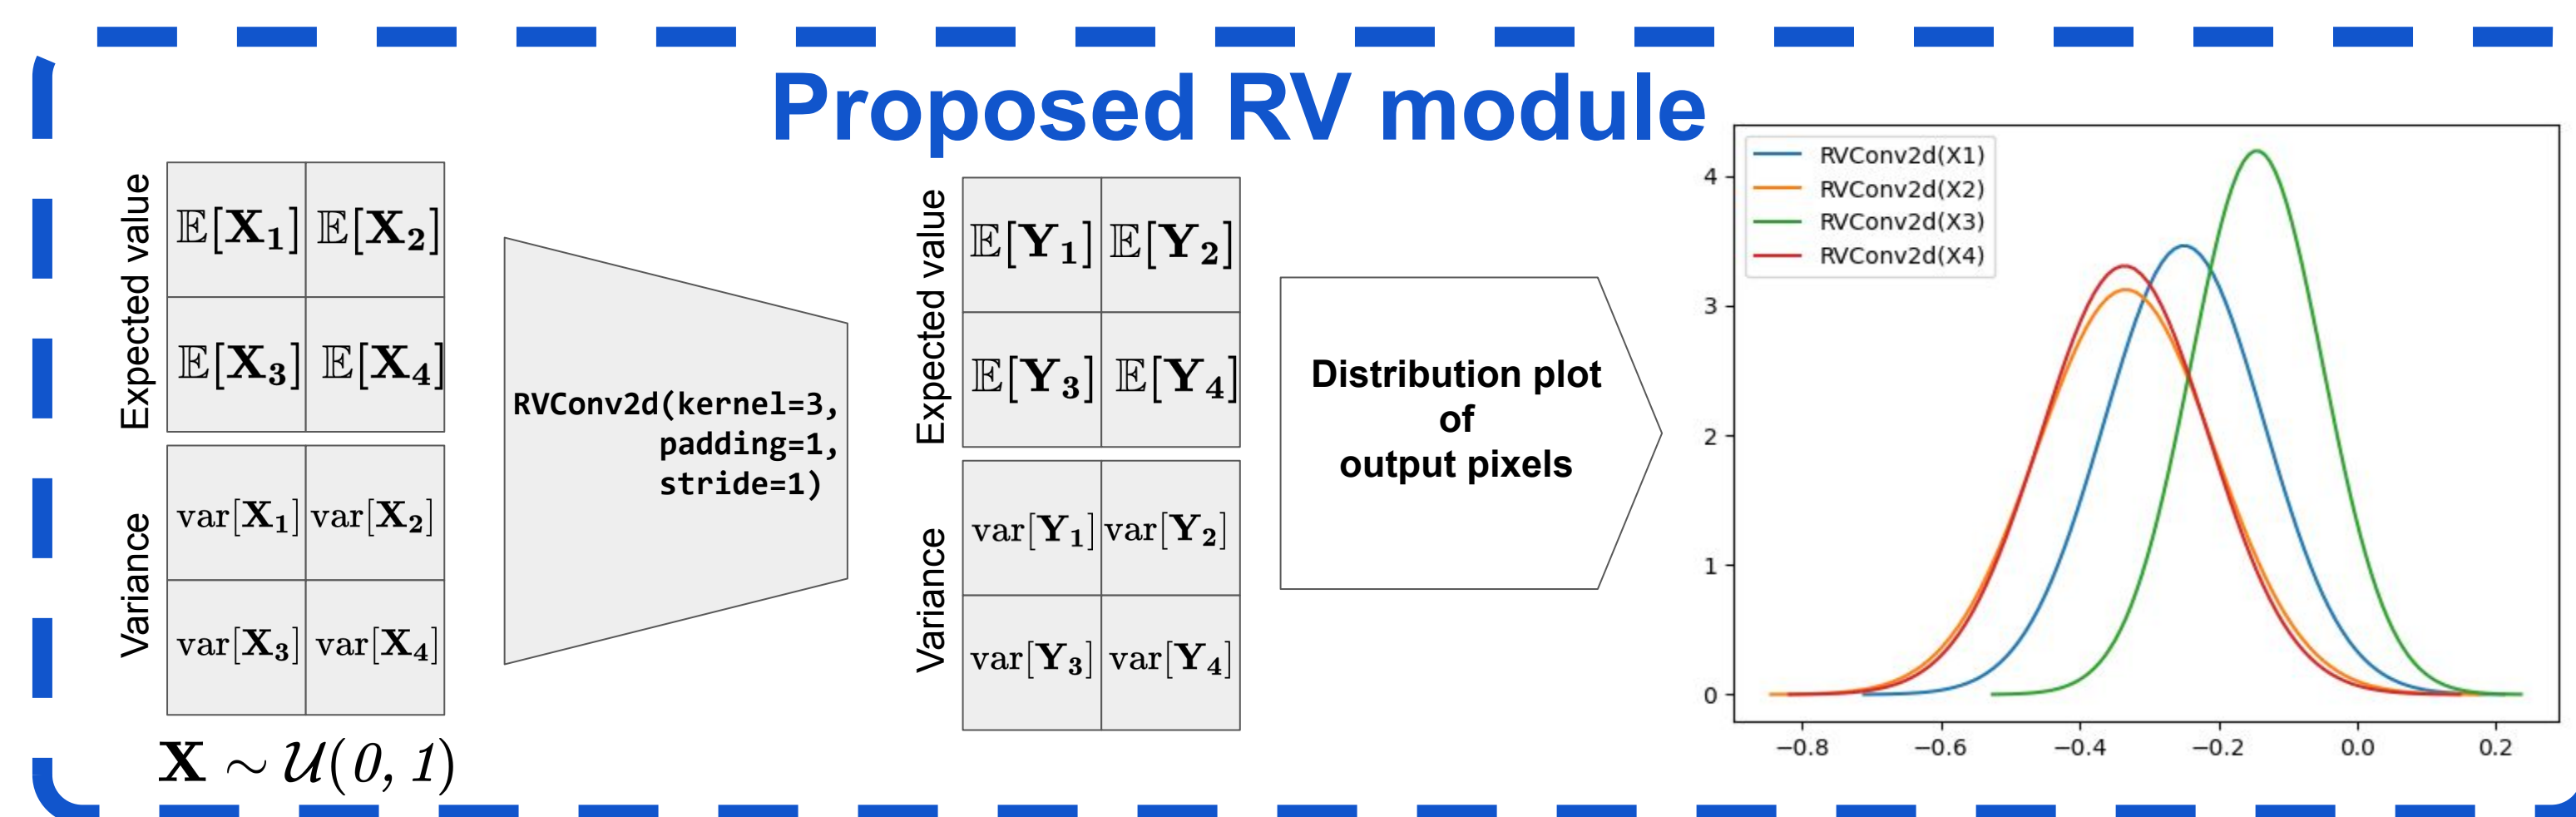 Proposed RV module
Expected value
𝔼[X₁] 𝔼[X₂]
𝔼[X₃] 𝔼[X₄]
Variance
var[X₁] var[X₂]
var[X₃] var[X₄]
X ~ 𝒰(0, 1)
RVConv2d(kernel=3,
padding=1,
stride=1)
Expected value
𝔼[Y₁] 𝔼[Y₂]
𝔼[Y₃] 𝔼[Y₄]
Variance
var[Y₁] var[Y₂]
var[Y₃] var[Y₄]
Distribution plot
of
output pixels
RVConv2d(X1)
RVConv2d(X2)
RVConv2d(X3)
RVConv2d(X4)
4
3
2
1
0
−0.8 −0.6 −0.4 −0.2 0.0 0.2